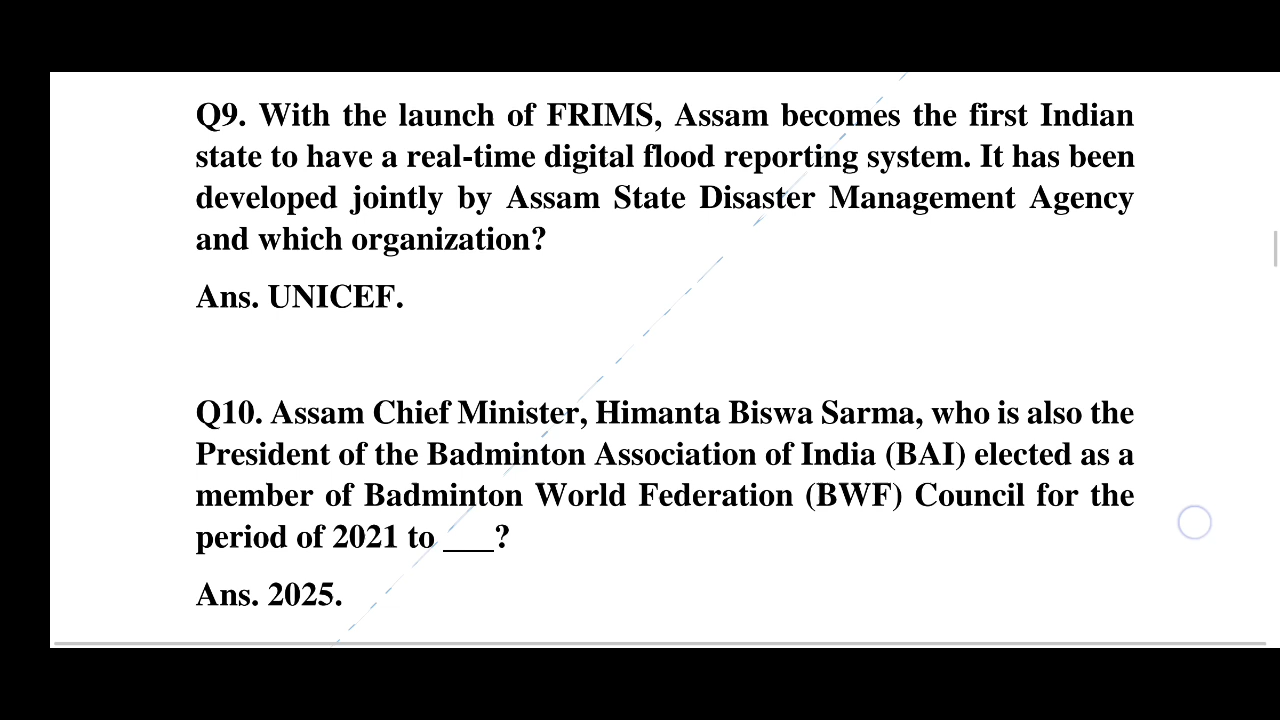 Q9. With the launch of FRIMS, Assam becomes the first Indian
state to have a real-time digital flood reporting system. It has been
developed jointly by Assam State Disaster Management Agency
and which organization?
Ans. UNICEF.
Q10. Assam Chief Minister, Himanta Biswa Sarma, who is also the
President of the Badminton Association of India (BAI) elected as a
member of Badminton World Federation (BWF) Council for the
period of 2021 to ___?
Ans. 2025.